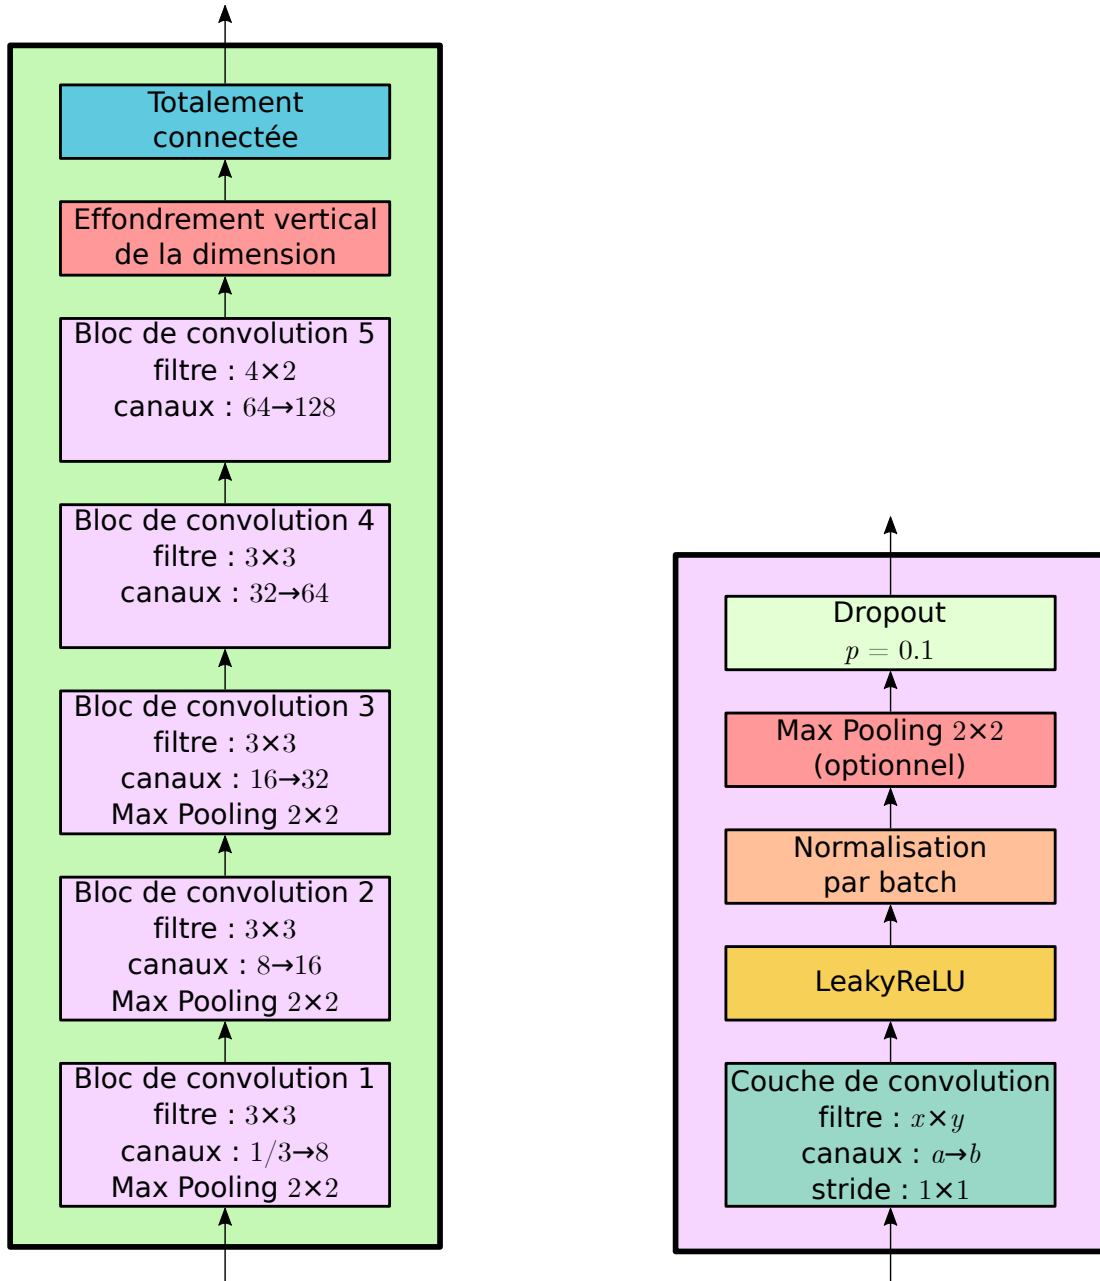 Totalement
connectée
Effondrement vertical
de la dimension
Bloc de convolution 5
filtre : 4×2
canaux : 64→128
Bloc de convolution 4
filtre : 3×3
canaux : 32→64
Bloc de convolution 3
filtre : 3×3
canaux : 16→32
Max Pooling 2×2
Bloc de convolution 2
filtre : 3×3
canaux : 8→16
Max Pooling 2×2
Bloc de convolution 1
filtre : 3×3
canaux : 1/3→8
Max Pooling 2×2
Dropout
p = 0.1
Max Pooling 2×2
(optionnel)
Normalisation
par batch
LeakyReLU
Couche de convolution
filtre : x×y
canaux : a→b
stride : 1×1